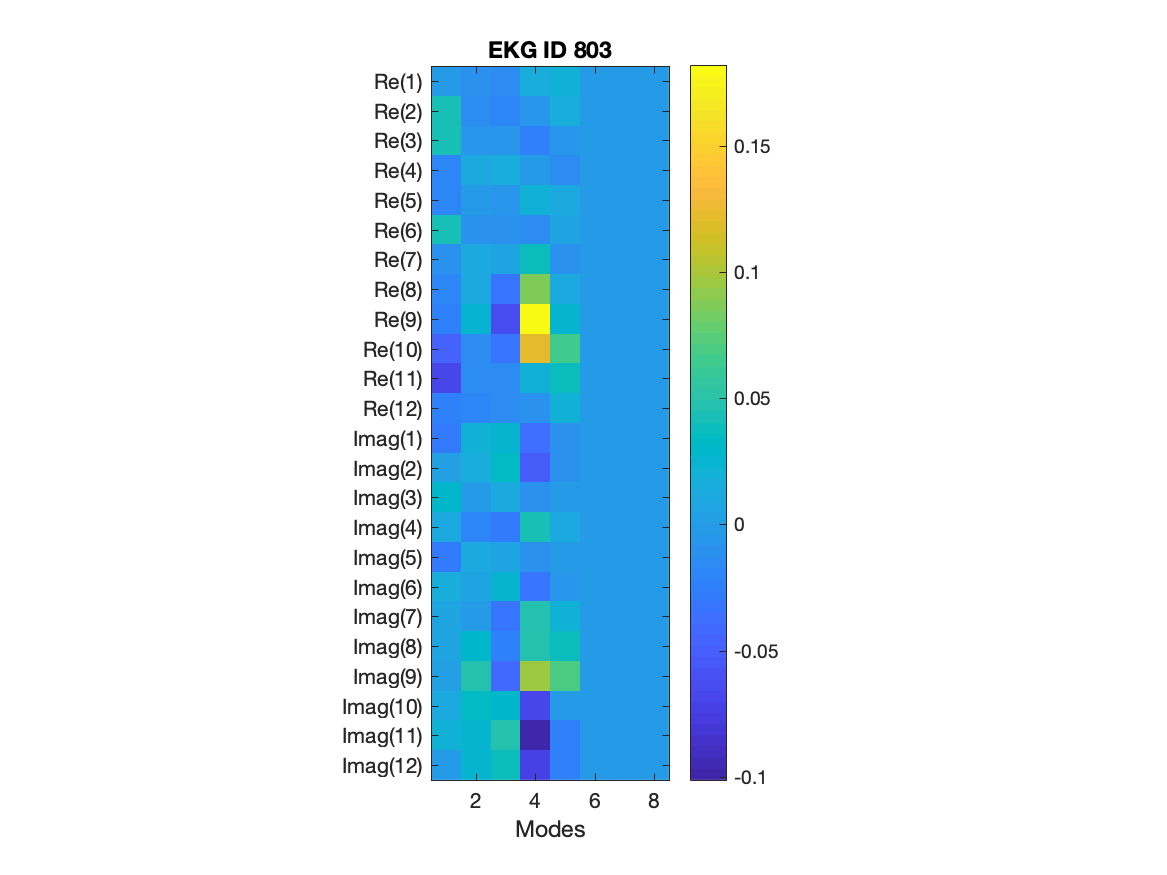 EKG ID 803
Re(1)
Re(2)
Re(3)
Re(4)
Re(5)
Re(6)
Re(7)
Re(8)
Re(9)
Re(10)
Re(11)
Re(12)
Imag(1)
Imag(2)
Imag(3)
Imag(4)
Imag(5)
Imag(6)
Imag(7)
Imag(8)
Imag(9)
Imag(10)
Imag(11)
Imag(12)
2 4 6 8
Modes
0.15
0.1
0.05
0
-0.05
-0.1